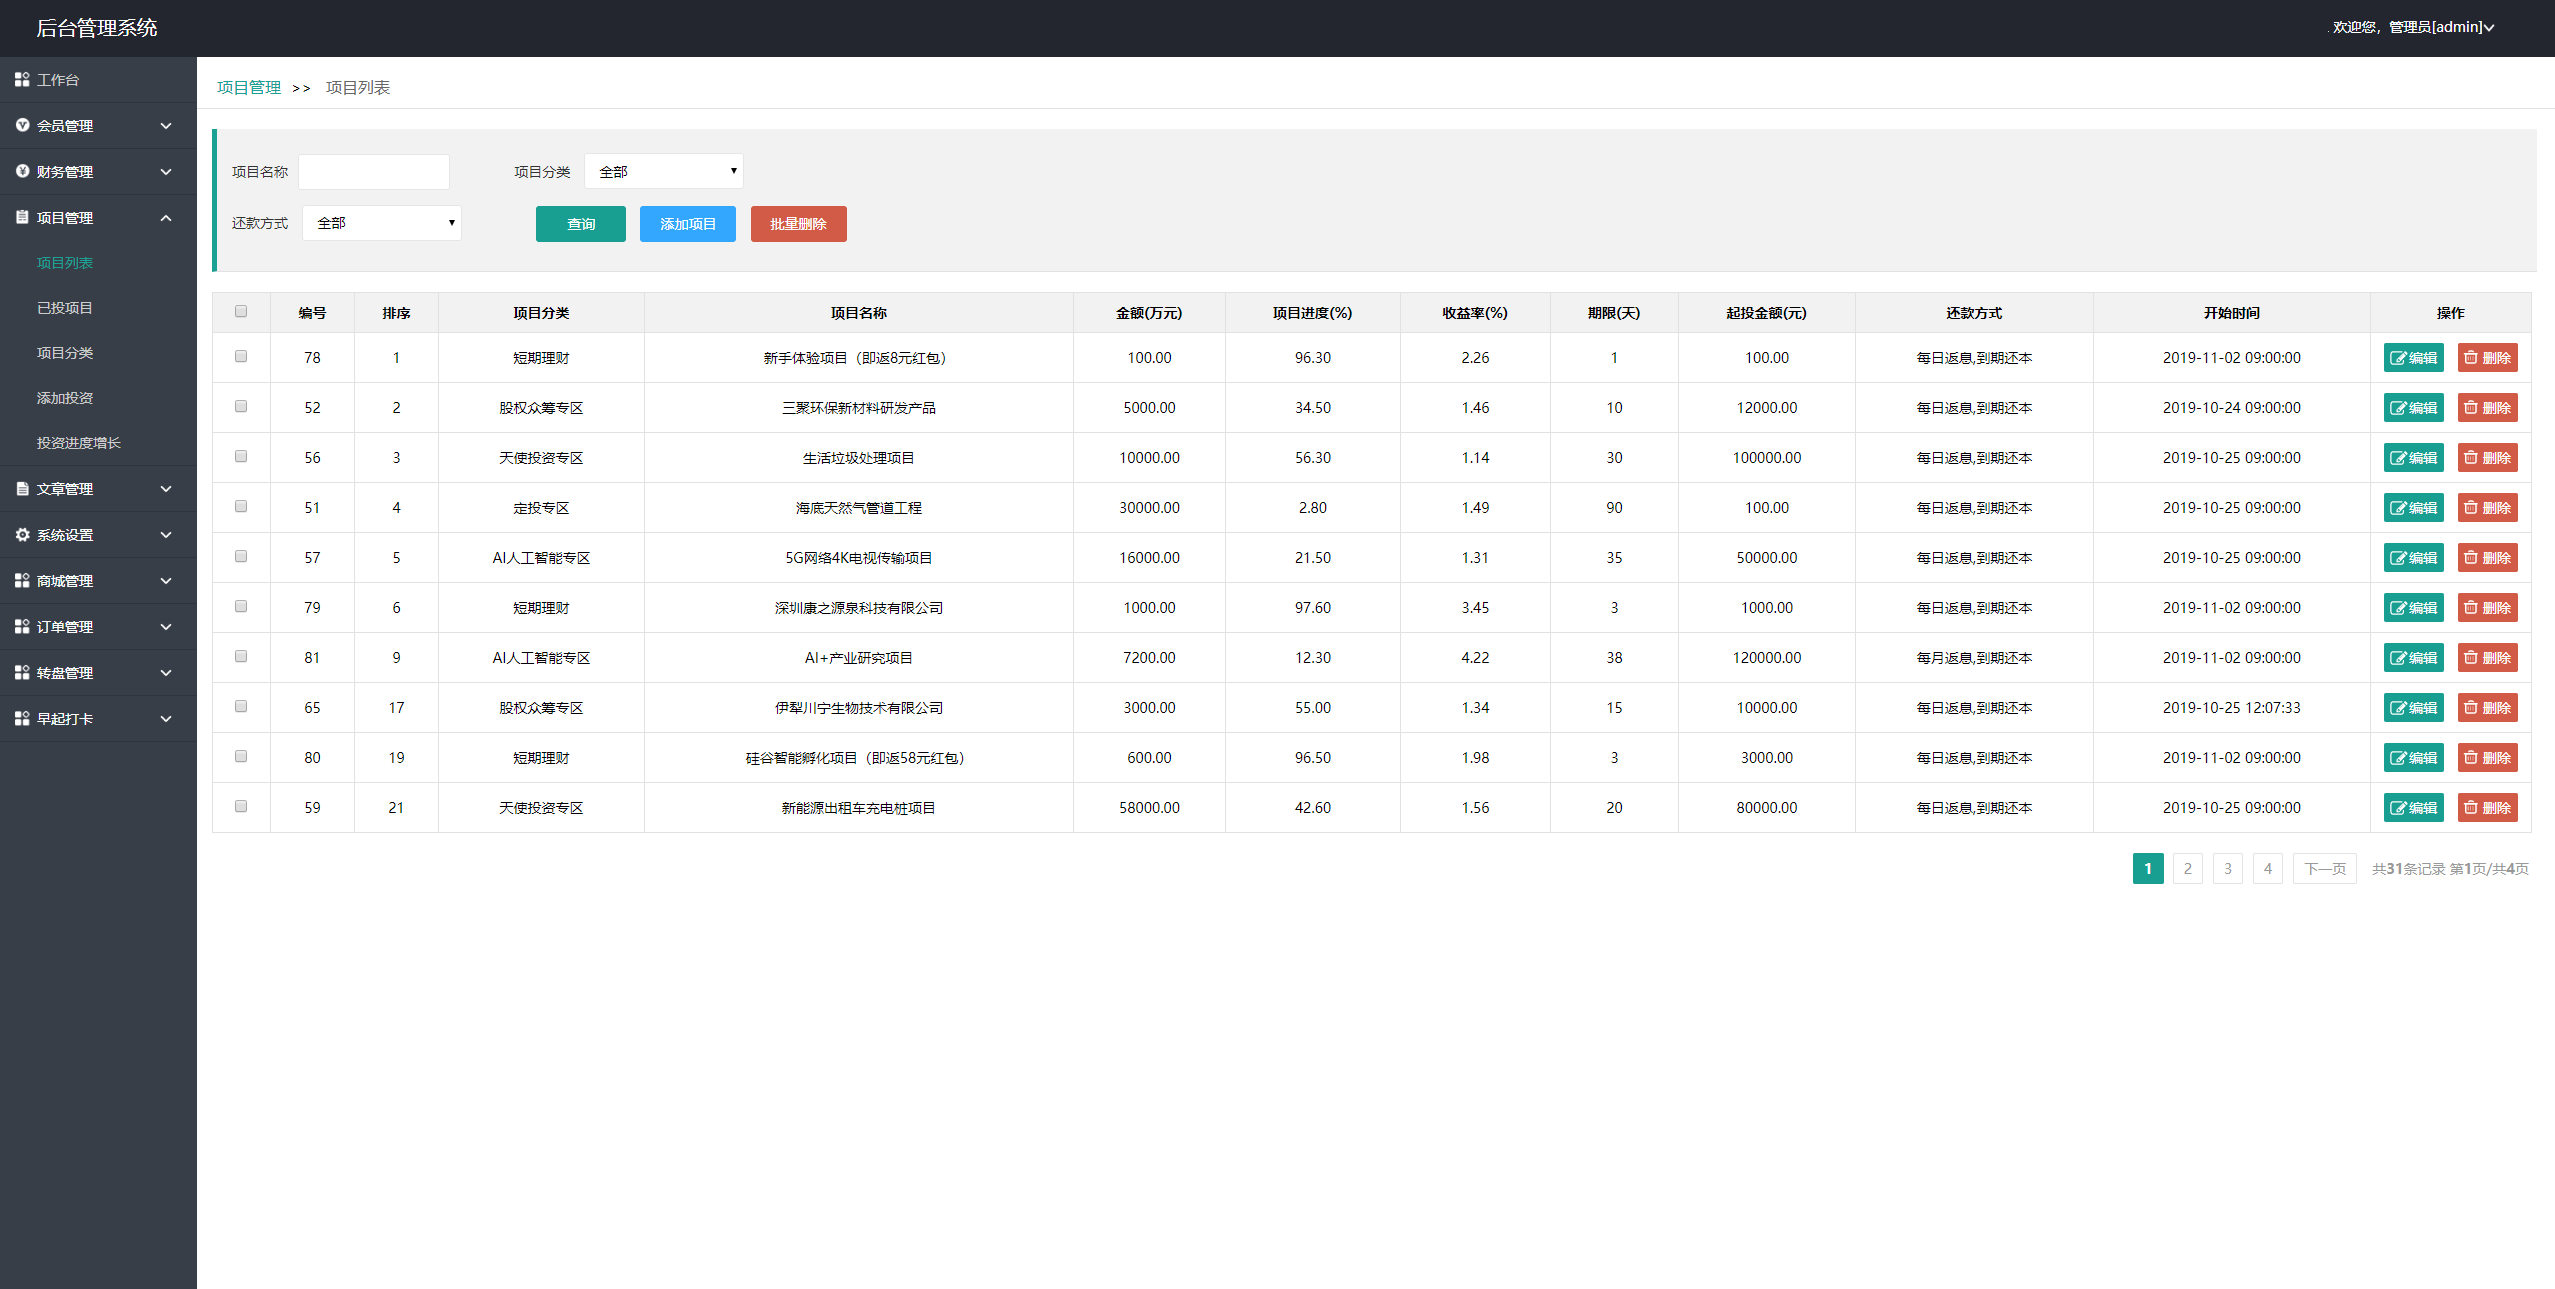 后台管理系统
. 欢迎您，管理员[admin]
工作台
会员管理
财务管理
项目管理
项目列表
已投项目
项目分类
添加投资
投资进度增长
文章管理
系统设置
商城管理
订单管理
转盘管理
早起打卡
项目管理 >> 项目列表
项目名称 项目分类 全部
还款方式 全部 查询 添加项目 批量删除
编号 排序 项目分类 项目名称 金额(万元) 项目进度(%) 收益率(%) 期限(天) 起投金额(元) 还款方式 开始时间 操作
78 1 短期理财 新手体验项目（即返8元红包） 100.00 96.30 2.26 1 100.00 每日返息,到期还本 2019-11-02 09:00:00 编辑 删除
52 2 股权众筹专区 三聚环保新材料研发产品 5000.00 34.50 1.46 10 12000.00 每日返息,到期还本 2019-10-24 09:00:00 编辑 删除
56 3 天使投资专区 生活垃圾处理项目 10000.00 56.30 1.14 30 100000.00 每日返息,到期还本 2019-10-25 09:00:00 编辑 删除
51 4 定投专区 海底天然气管道工程 30000.00 2.80 1.49 90 100.00 每日返息,到期还本 2019-10-25 09:00:00 编辑 删除
57 5 AI人工智能专区 5G网络4K电视传输项目 16000.00 21.50 1.31 35 50000.00 每日返息,到期还本 2019-10-25 09:00:00 编辑 删除
79 6 短期理财 深圳康之源泉科技有限公司 1000.00 97.60 3.45 3 1000.00 每日返息,到期还本 2019-11-02 09:00:00 编辑 删除
81 9 AI人工智能专区 AI+产业研究项目 7200.00 12.30 4.22 38 120000.00 每月返息,到期还本 2019-11-02 09:00:00 编辑 删除
65 17 股权众筹专区 伊犁川宁生物技术有限公司 3000.00 55.00 1.34 15 10000.00 每日返息,到期还本 2019-10-25 12:07:33 编辑 删除
80 19 短期理财 硅谷智能孵化项目（即返58元红包） 600.00 96.50 1.98 3 3000.00 每日返息,到期还本 2019-11-02 09:00:00 编辑 删除
59 21 天使投资专区 新能源出租车充电桩项目 58000.00 42.60 1.56 20 80000.00 每日返息,到期还本 2019-10-25 09:00:00 编辑 删除
1 2 3 4 下一页 共31条记录 第1页/共4页